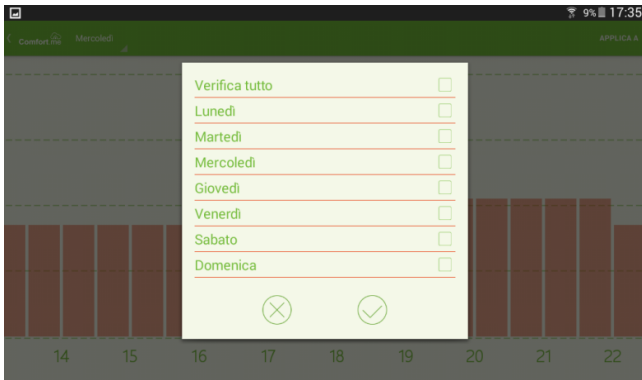 9% 17:35
Comfort me Mercoledì APPLICA A
Verifica tutto
Lunedì
Martedì
Mercoledì
Giovedì
Venerdì
Sabato
Domenica
14 15 16 17 18 19 20 21 22